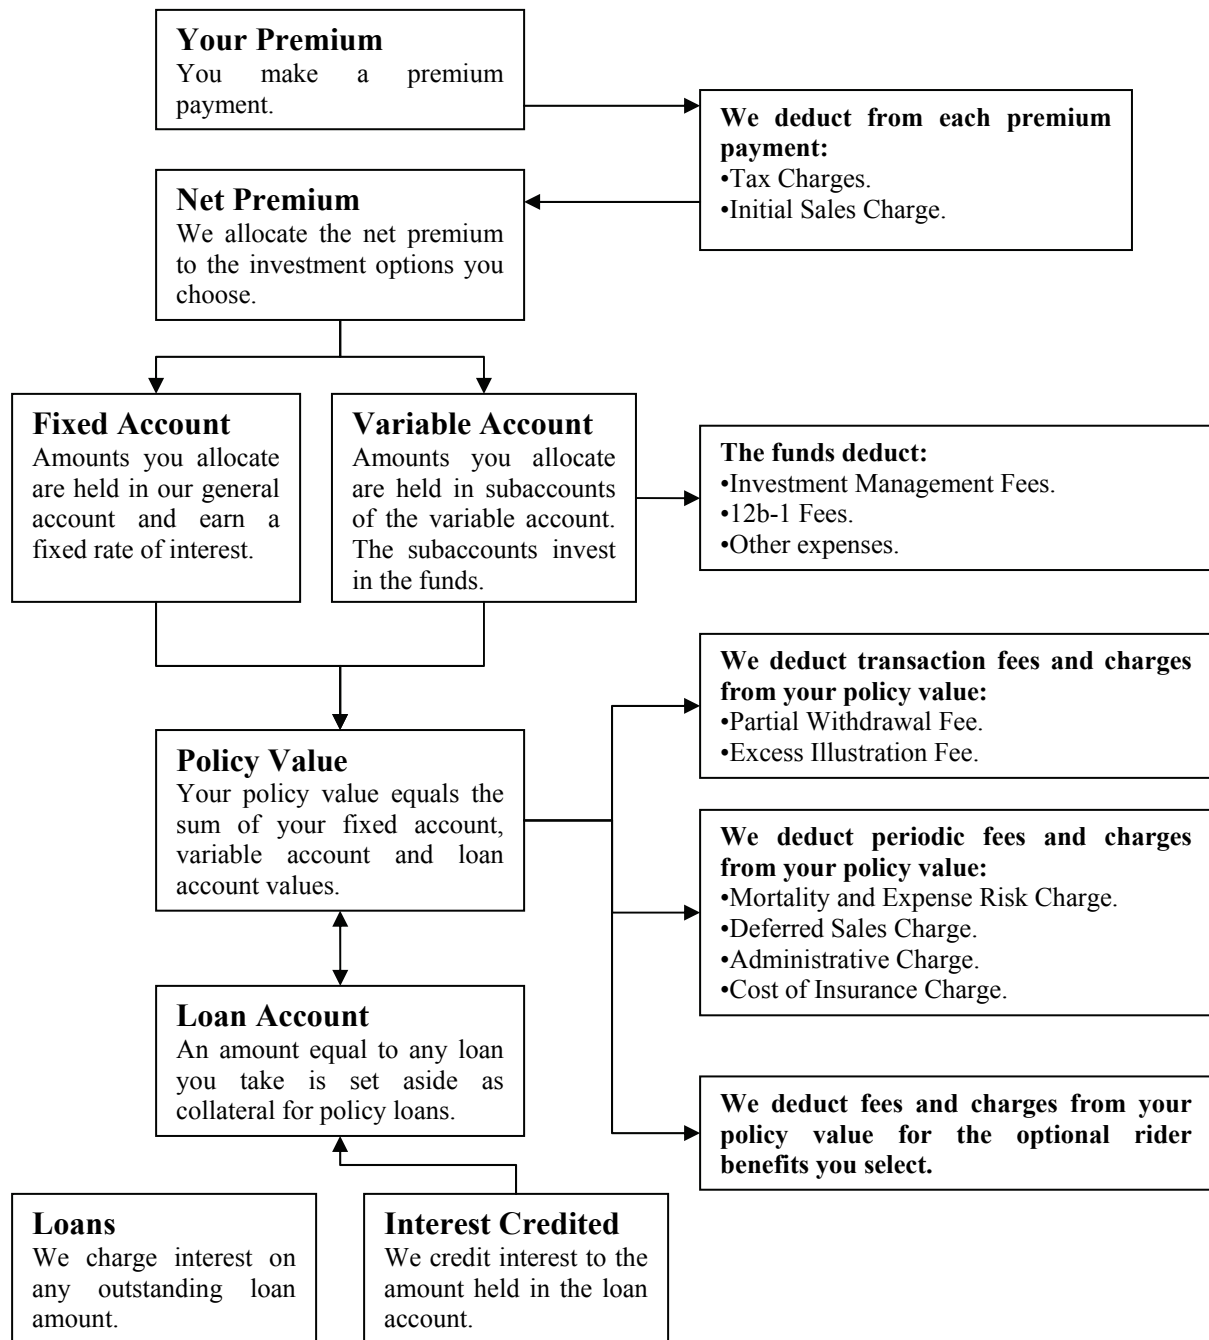 Your Premium
You make a premium
payment.
We deduct from each premium
payment:
•Tax Charges.
•Initial Sales Charge.
Net Premium
We allocate the net premium
to the investment options you
choose.
Fixed Account
Amounts you allocate
are held in our general
account and earn a
fixed rate of interest.
Variable Account
Amounts you allocate
are held in subaccounts
of the variable account.
The subaccounts invest
in the funds.
The funds deduct:
•Investment Management Fees.
•12b-1 Fees.
•Other expenses.
We deduct transaction fees and charges
from your policy value:
•Partial Withdrawal Fee.
•Excess Illustration Fee.
Policy Value
Your policy value equals the
sum of your fixed account,
variable account and loan
account values.
We deduct periodic fees and charges
from your policy value:
•Mortality and Expense Risk Charge.
•Deferred Sales Charge.
•Administrative Charge.
•Cost of Insurance Charge.
Loan Account
An amount equal to any loan
you take is set aside as
collateral for policy loans.
We deduct fees and charges from your
policy value for the optional rider
benefits you select.
Loans
We charge interest on
any outstanding loan
amount.
Interest Credited
We credit interest to the
amount held in the loan
account.